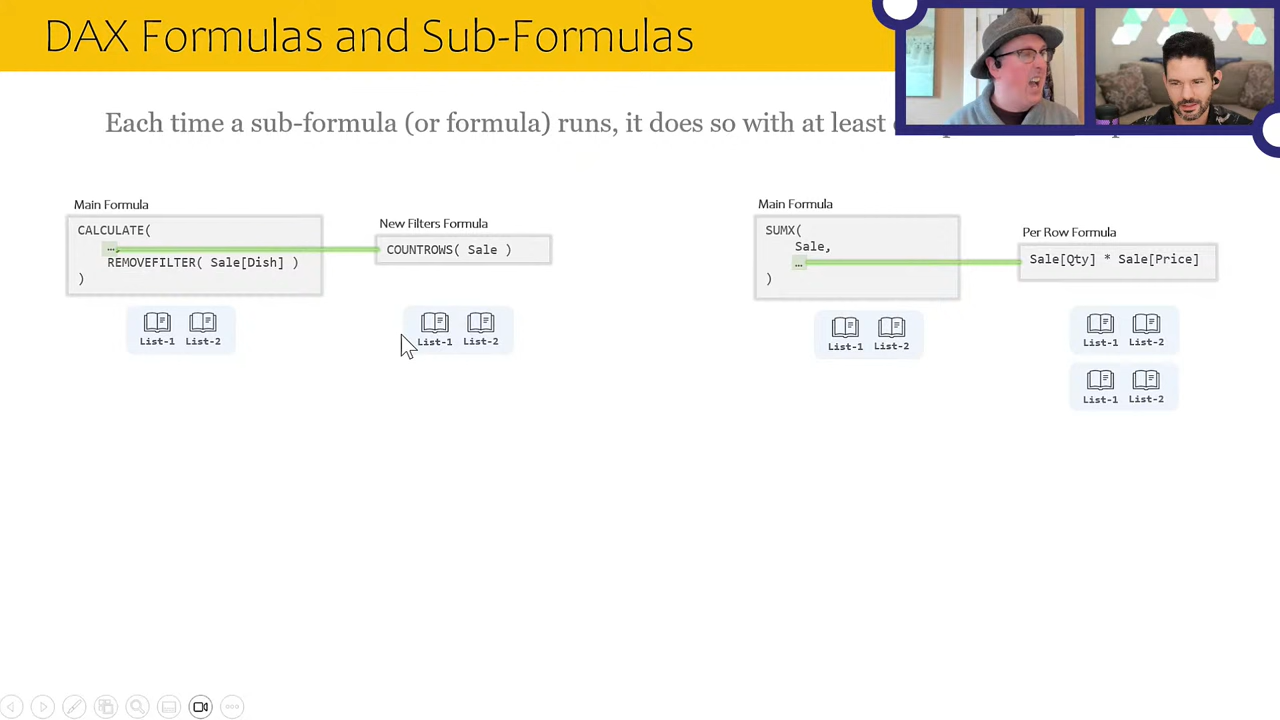 DAX Formulas and Sub-Formulas
Each time a sub-formula (or formula) runs, it does so with at least
Main Formula
CALCULATE(
…,
REMOVEFILTER( Sale[Dish] )
)
List-1 List-2
New Filters Formula
COUNTROWS( Sale )
List-1 List-2
Main Formula
SUMX(
Sale,
…
)
List-1 List-2
Per Row Formula
Sale[Qty] * Sale[Price]
List-1 List-2
List-1 List-2